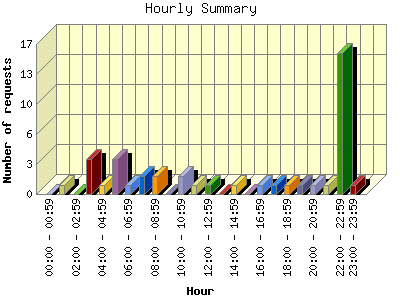 Hourly Summary
Number of requests
17
13
10
6
3
0
00:00 - 00:59
02:00 - 02:59
04:00 - 04:59
06:00 - 06:59
08:00 - 08:59
10:00 - 10:59
12:00 - 12:59
14:00 - 14:59
16:00 - 16:59
18:00 - 18:59
20:00 - 20:59
22:00 - 22:59
23:00 - 23:59
Hour